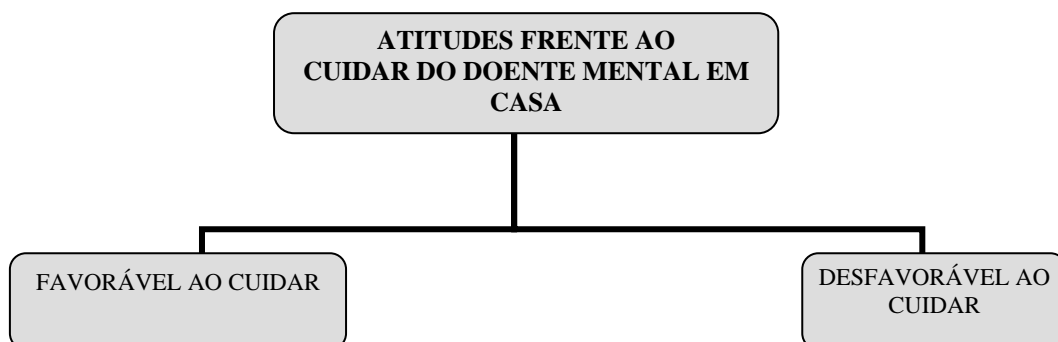 ATITUDES FRENTE AO
CUIDAR DO DOENTE MENTAL EM
CASA
FAVORÁVEL AO CUIDAR
DESFAVORÁVEL AO
CUIDAR